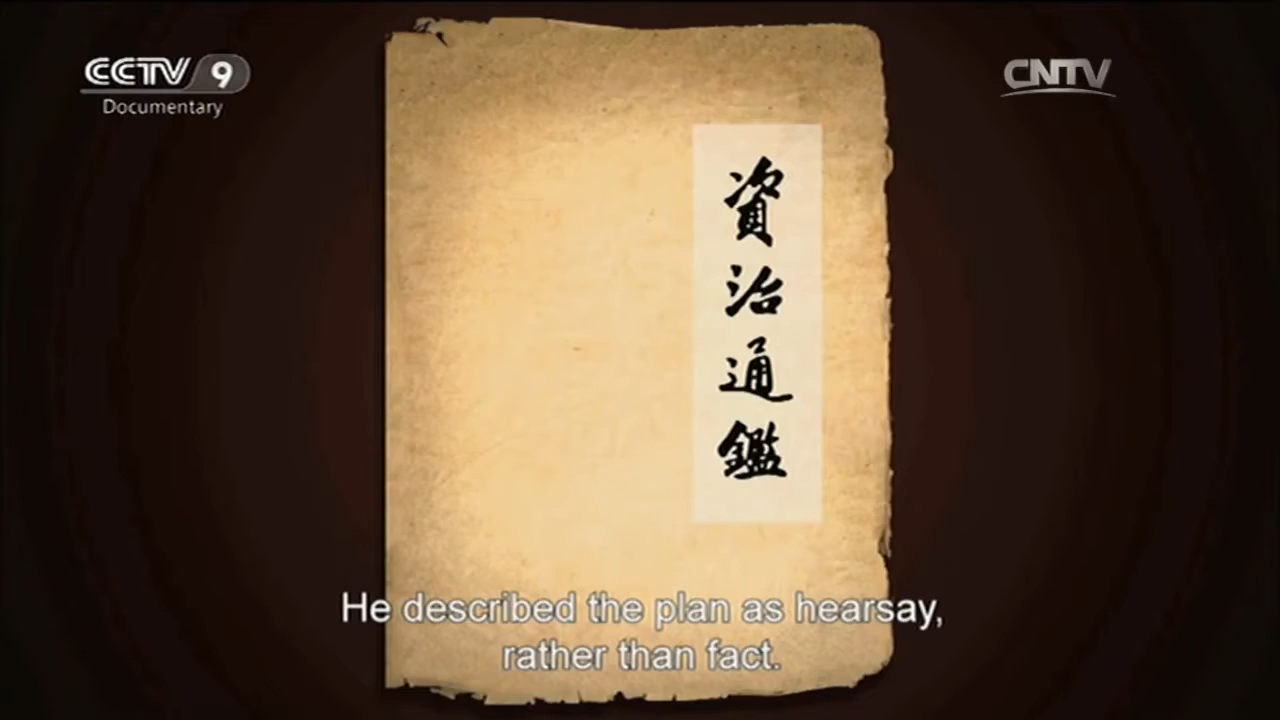 CCTV 9
Documentary
CNTV
資治通鑑
He described the plan as hearsay,
rather than fact.